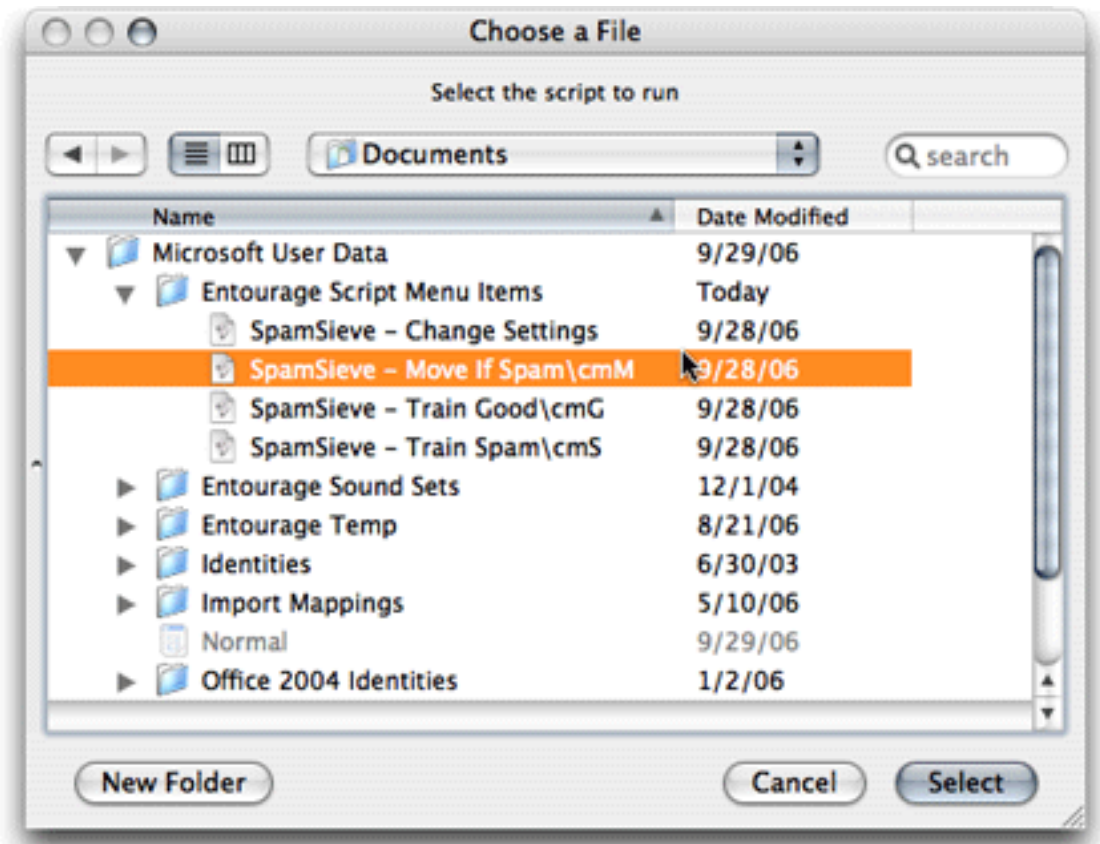 Choose a File
Select the script to run
Documents
search
Name Date Modified
Microsoft User Data 9/29/06
Entourage Script Menu Items Today
SpamSieve – Change Settings 9/28/06
SpamSieve – Move If Spam\cmM 9/28/06
SpamSieve – Train Good\cmG 9/28/06
SpamSieve – Train Spam\cmS 9/28/06
Entourage Sound Sets 12/1/04
Entourage Temp 8/21/06
Identities 6/30/03
Import Mappings 5/10/06
Normal 9/29/06
Office 2004 Identities 1/2/06
New Folder Cancel Select